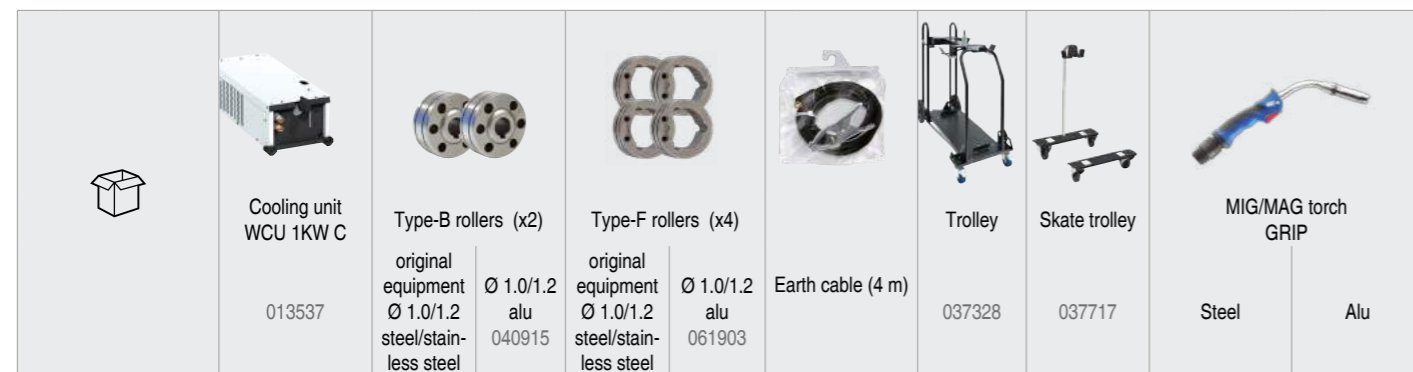 Cooling unit
WCU 1KW C
013537
Type-B rollers (x2)
original
equipment
Ø 1.0/1.2
steel/stain-
less steel
Ø 1.0/1.2
alu
040915
Type-F rollers (x4)
original
equipment
Ø 1.0/1.2
steel/stain-
less steel
Ø 1.0/1.2
alu
061903
Earth cable (4 m)
Trolley
037328
Skate trolley
037717
MIG/MAG torch
GRIP
Steel
Alu